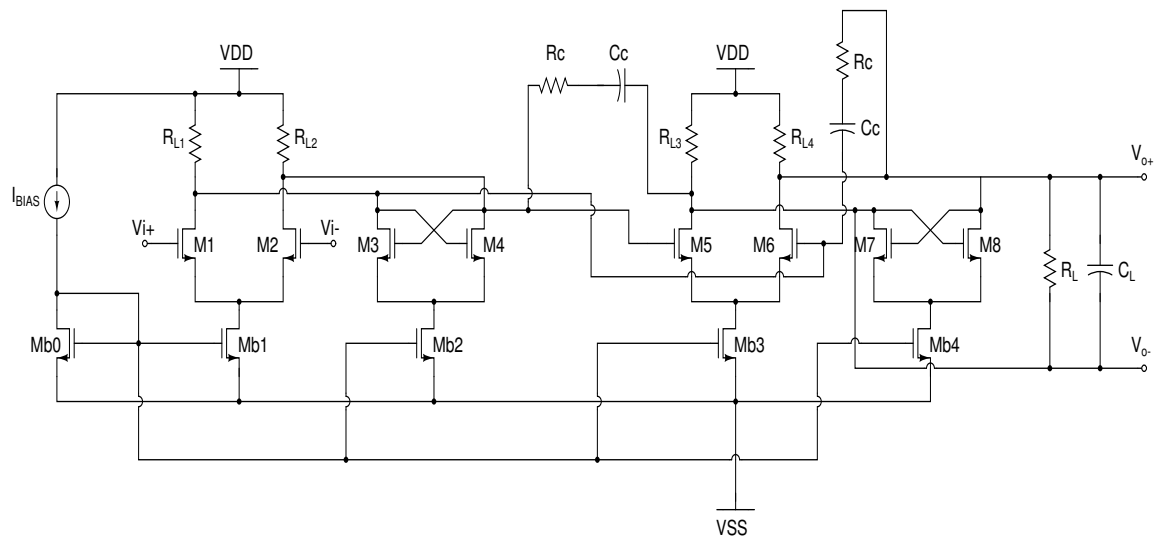 VDD
Rc
Cc
VDD
Rc
Cc
RL1
RL2
RL3
RL4
Vo+
IBIAS
Vi+
M1
M2
Vi-
M3
M4
M5
M6
M7
M8
RL
CL
Mb0
Mb1
Mb2
Mb3
Mb4
Vo-
VSS